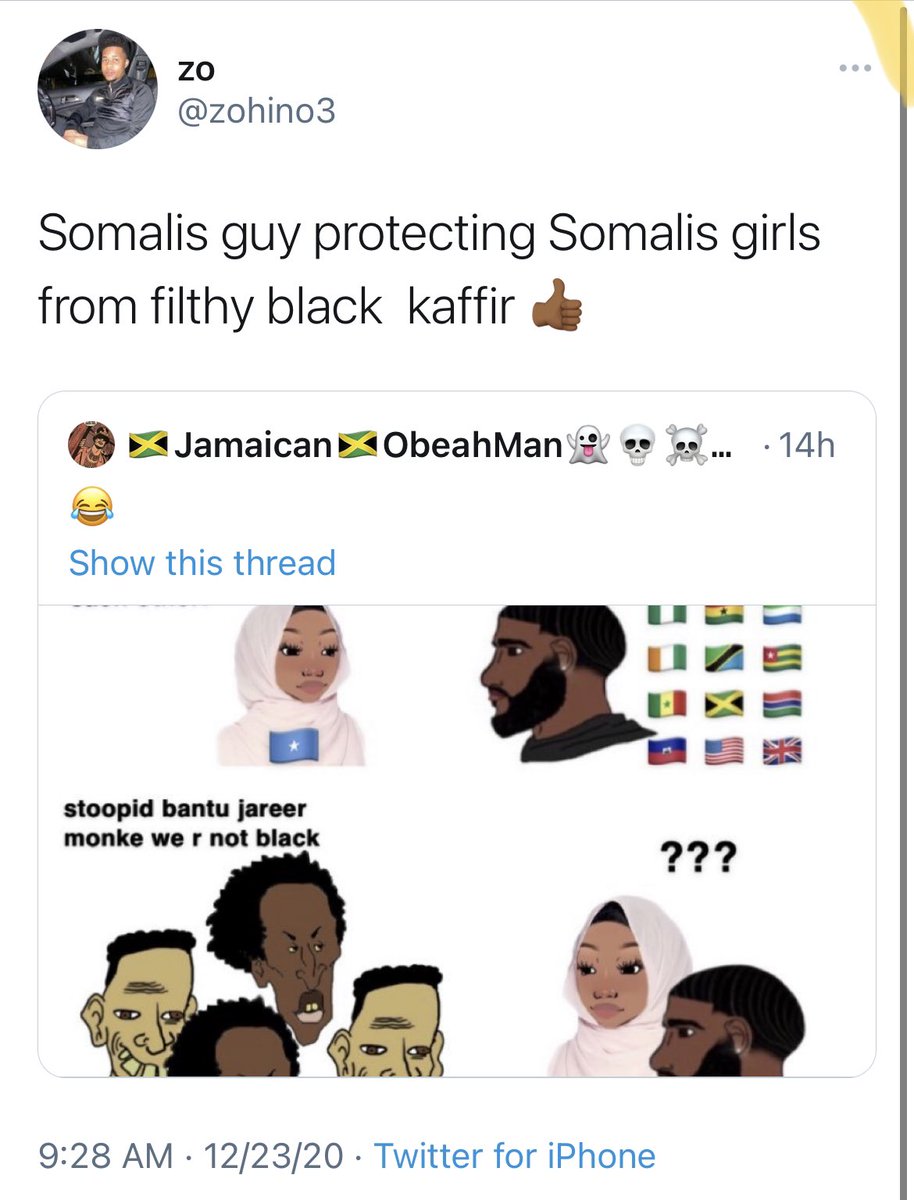 zo
@zohino3
Somalis guy protecting Somalis girls
from filthy black kaffir 👍🏾
🇯🇲Jamaican🇯🇲ObeahMan👻💀☠️... · 14h
😂
Show this thread
stoopid bantu jareer
monke we r not black
???
9:28 AM · 12/23/20 · Twitter for iPhone